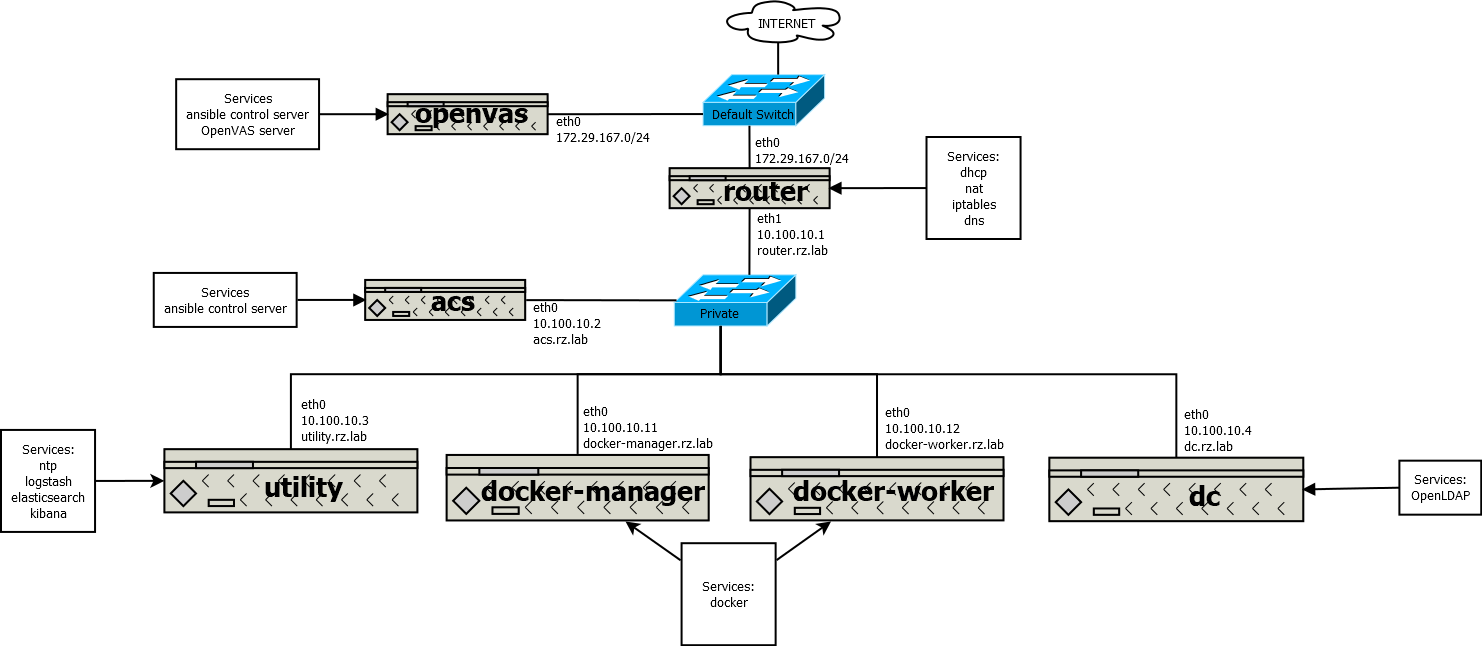 INTERNET
Default Switch
Services
ansible control server
OpenVAS server
openvas
eth0
172.29.167.0/24
eth0
172.29.167.0/24
router
Services:
dhcp
nat
iptables
dns
eth1
10.100.10.1
router.rz.lab
Services
ansible control server
acs
eth0
10.100.10.2
acs.rz.lab
Private
eth0
10.100.10.3
utility.rz.lab
eth0
10.100.10.11
docker-manager.rz.lab
eth0
10.100.10.12
docker-worker.rz.lab
eth0
10.100.10.4
dc.rz.lab
Services:
ntp
logstash
elasticsearch
kibana
utility
docker-manager
docker-worker
dc
Services:
OpenLDAP
Services:
docker